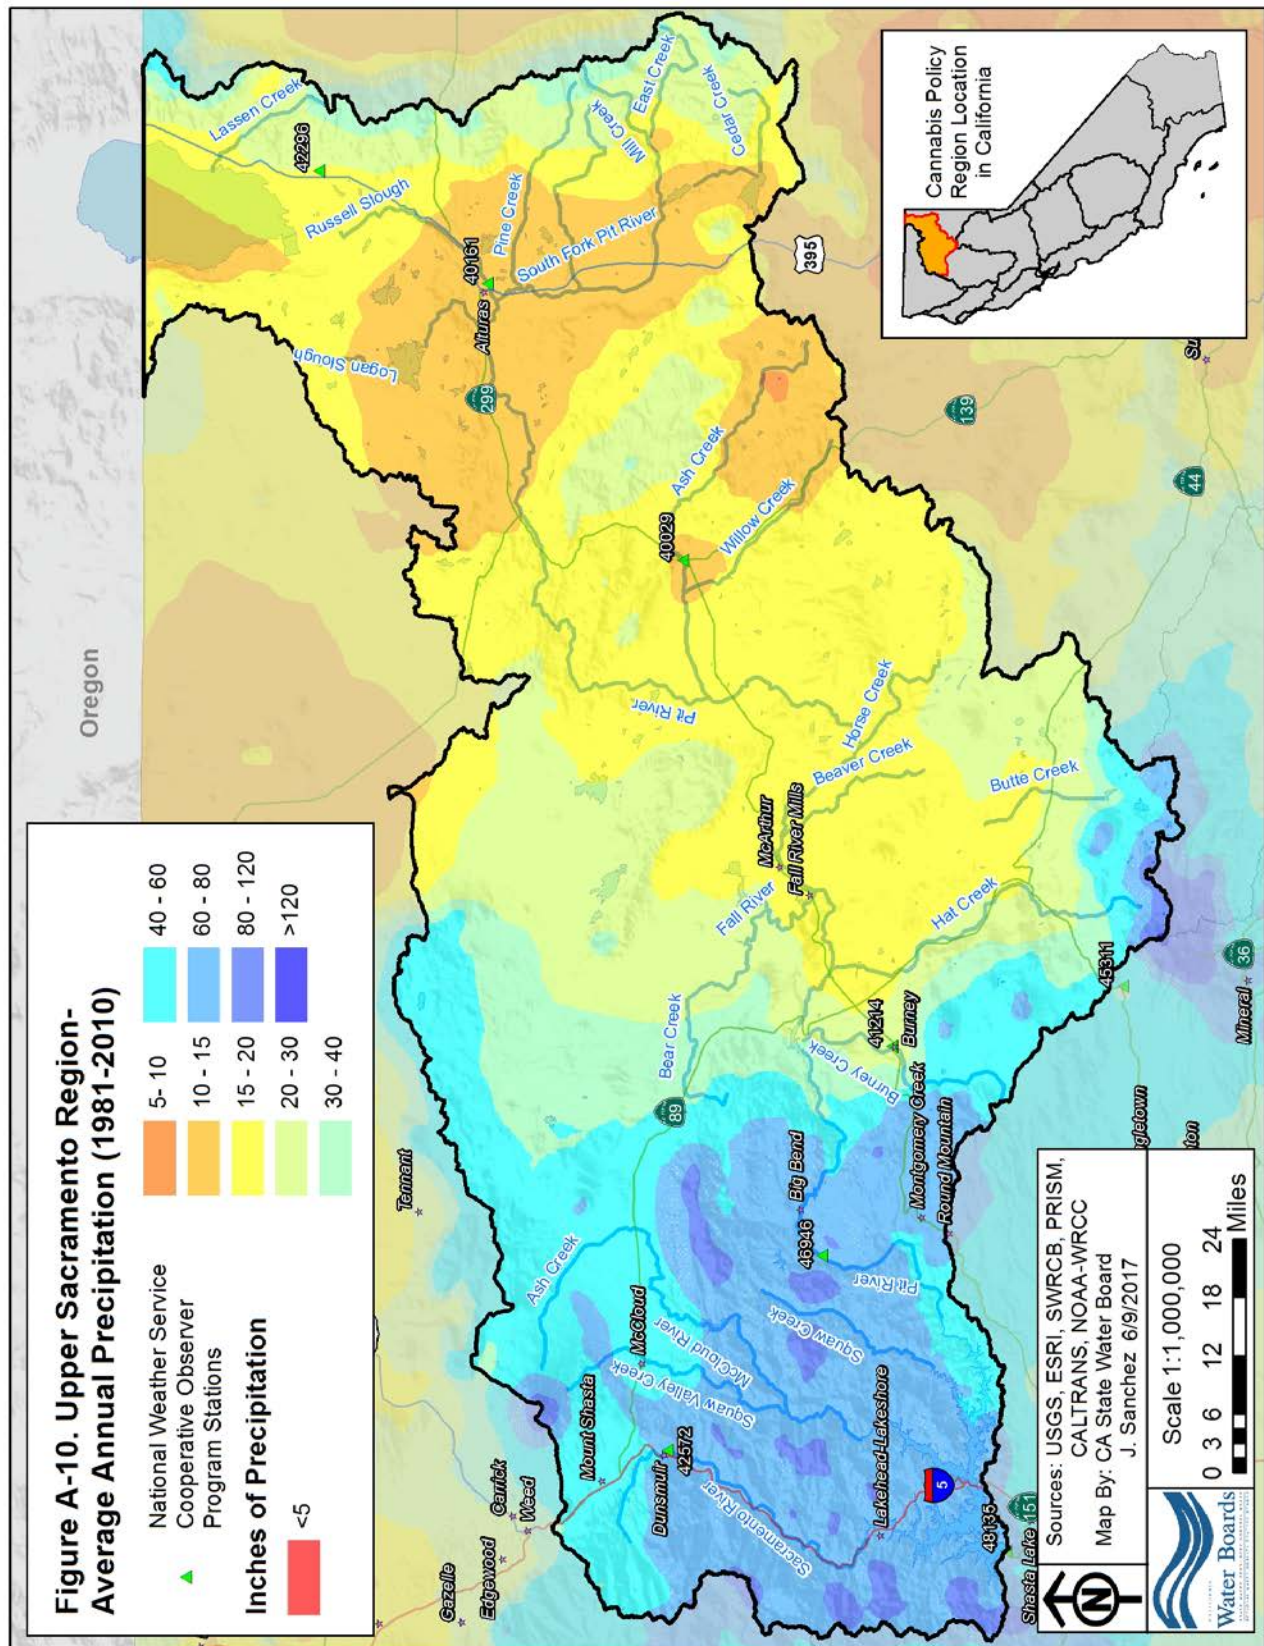 Figure A-10. Upper Sacramento Region-
Average Annual Precipitation (1981-2010)
National Weather Service
Cooperative Observer
Program Stations
Inches of Precipitation
<5
5- 10
10 - 15
15 - 20
20 - 30
30 - 40
40 - 60
60 - 80
80 - 120
>120
Oregon
Lassen Creek
42296
Russell Slough
Logan Slough
40161
Alturas
299
Pine Creek
Mill Creek
East Creek
Cedar Creek
South Fork Pit River
395
Ash Creek
Willow Creek
40029
139
44
Pit River
Horse Creek
Beaver Creek
Butte Creek
McArthur
Fall River Mills
Fall River
Hat Creek
Bear Creek
89
Burney Creek
41214
Burney
45311
36
Mineral
Tennant
Ash Creek
McCloud
McCloud River
Squaw Valley Creek
Squaw Creek
Big Bend
46946
Pit River
Montgomery Creek
Round Mountain
Gazelle
Edgewood
Carrick
Weed
Mount Shasta
Dunsmuir
42572
Sacramento River
Lakehead-Lakeshore
5
48135
Shasta Lake
151
Su
ngletown
ton
Cannabis Policy
Region Location
in California
N
Sources: USGS, ESRI, SWRCB, PRISM,
CALTRANS, NOAA-WRCC
Map By: CA State Water Board
J. Sanchez 6/9/2017
Water Boards
Scale 1:1,000,000
0 3 6 12 18 24
Miles